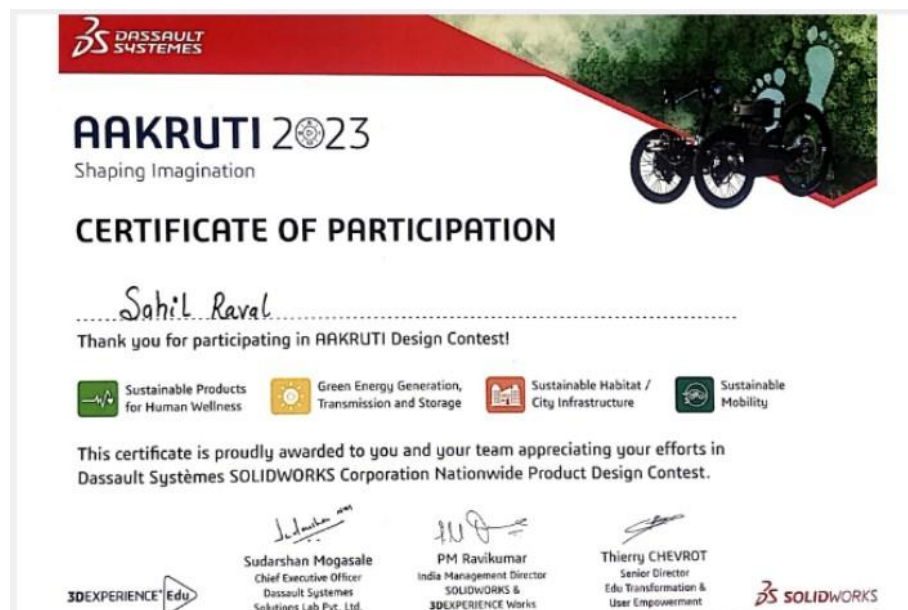 DASSAULT
SYSTEMES
AAKRUTI 2023
Shaping Imagination
CERTIFICATE OF PARTICIPATION
Sahil Raval
Thank you for participating in AAKRUTI Design Contest!
Sustainable Products
for Human Wellness
Green Energy Generation,
Transmission and Storage
Sustainable Habitat /
City Infrastructure
Sustainable
Mobility
This certificate is proudly awarded to you and your team appreciating your efforts in
Dassault Systèmes SOLIDWORKS Corporation Nationwide Product Design Contest.
Sudarshan Mogasale
Chief Executive Officer
Dassault Systemes
Solutions Lab Pvt. Ltd.
PM Ravikumar
India Management Director
SOLIDWORKS &
3DEXPERIENCE Works
Thierry CHEVROT
Senior Director
Edu Transformation &
User Empowerment
3DEXPERIENCE Edu
SOLIDWORKS